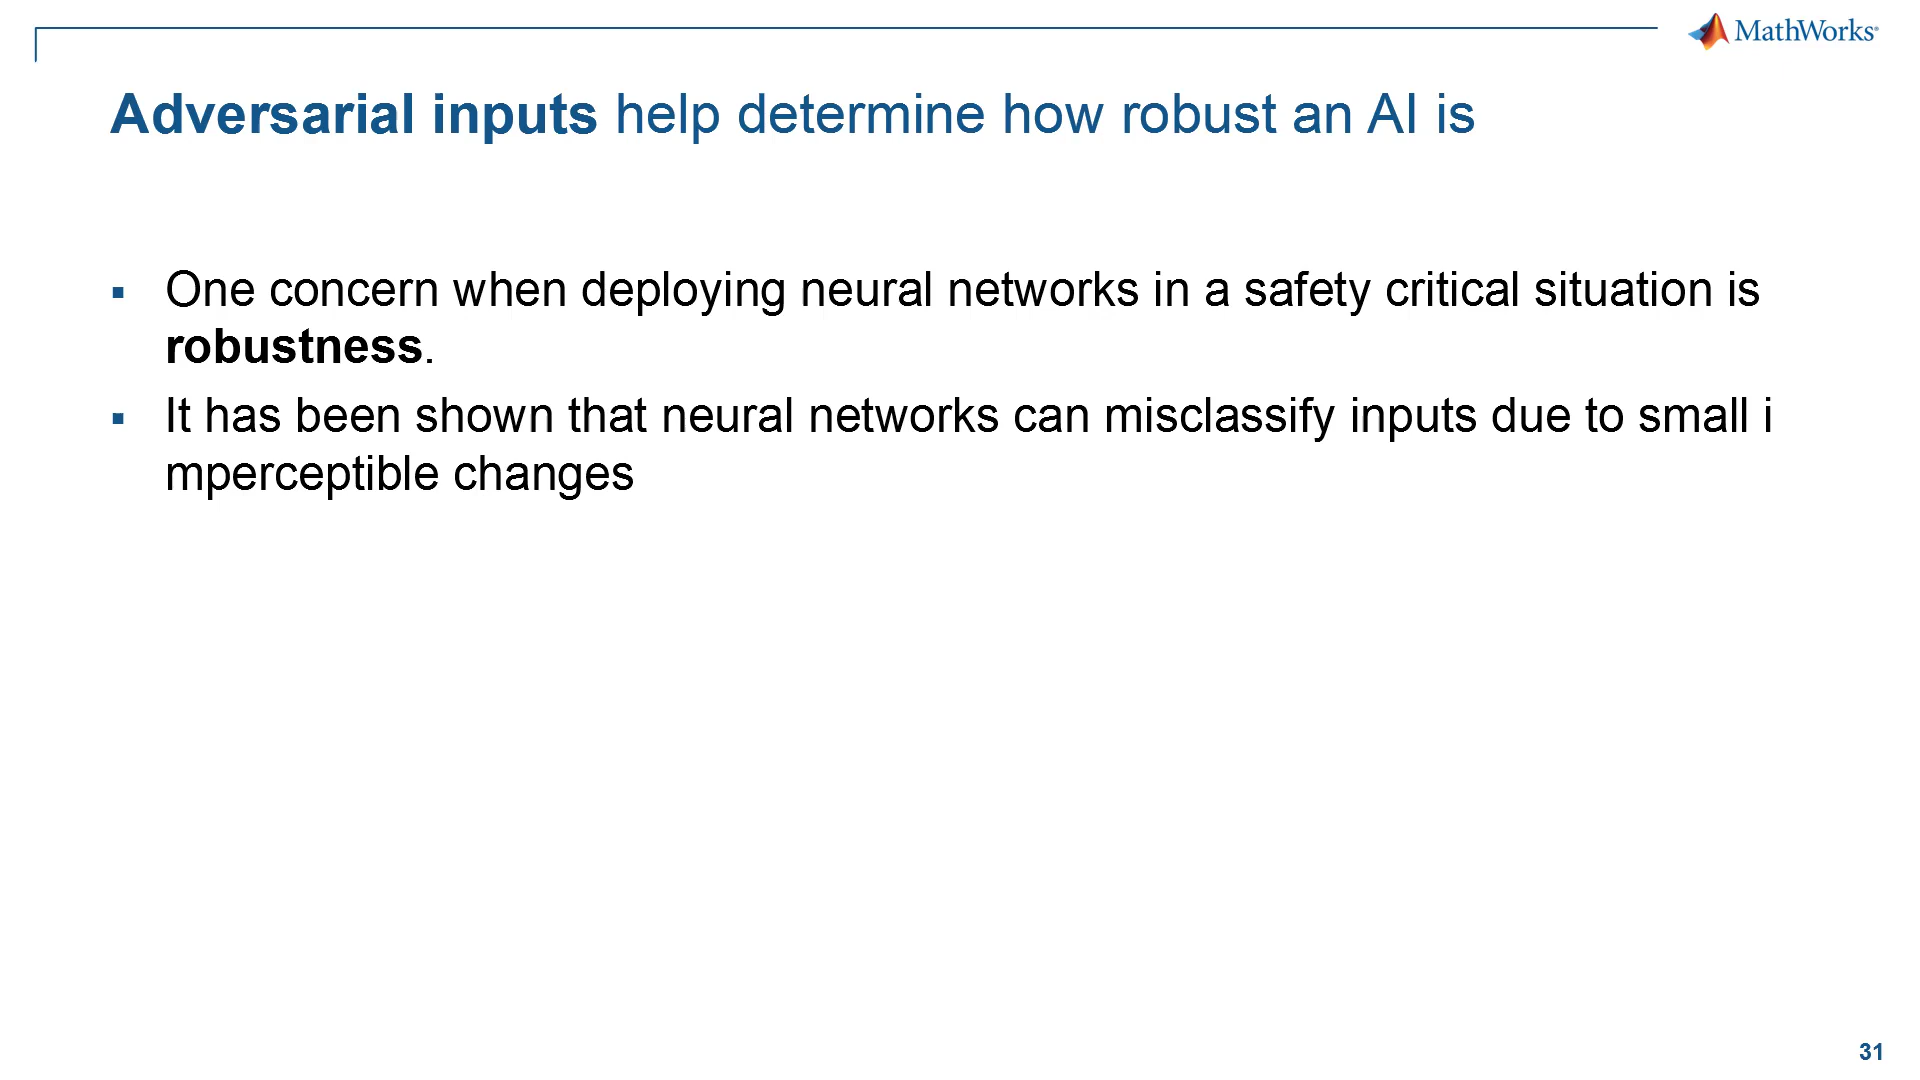 MathWorks®
Adversarial inputs help determine how robust an AI is
▪ One concern when deploying neural networks in a safety critical situation is
robustness.
▪ It has been shown that neural networks can misclassify inputs due to small i
mperceptible changes
31